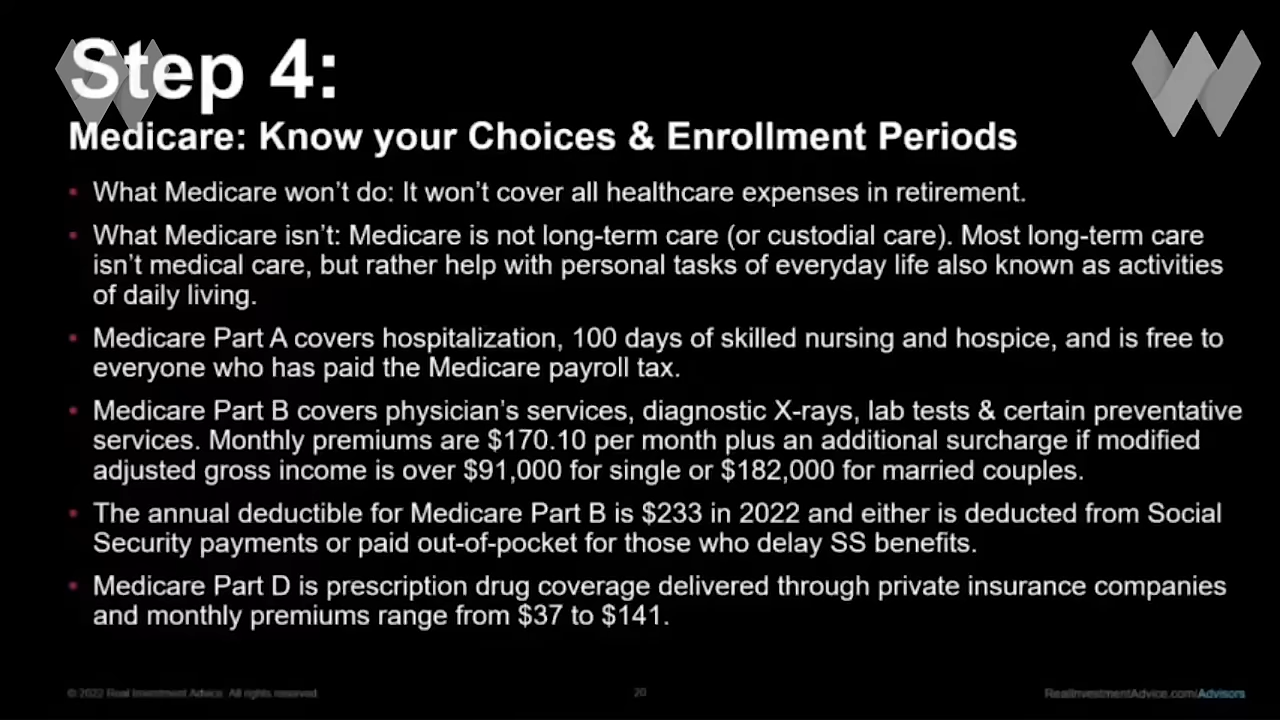 Step 4:
Medicare: Know your Choices & Enrollment Periods
• What Medicare won't do: It won't cover all healthcare expenses in retirement.
• What Medicare isn't: Medicare is not long-term care (or custodial care). Most long-term care
isn't medical care, but rather help with personal tasks of everyday life also known as activities
of daily living.
• Medicare Part A covers hospitalization, 100 days of skilled nursing and hospice, and is free to
everyone who has paid the Medicare payroll tax.
• Medicare Part B covers physician's services, diagnostic X-rays, lab tests & certain preventative
services. Monthly premiums are $170.10 per month plus an additional surcharge if modified
adjusted gross income is over $91,000 for single or $182,000 for married couples.
• The annual deductible for Medicare Part B is $233 in 2022 and either is deducted from Social
Security payments or paid out-of-pocket for those who delay SS benefits.
• Medicare Part D is prescription drug coverage delivered through private insurance companies
and monthly premiums range from $37 to $141.
© 2022 Real Investment Advice. All rights reserved.
20
RealInvestmentAdvice.com/Advisors